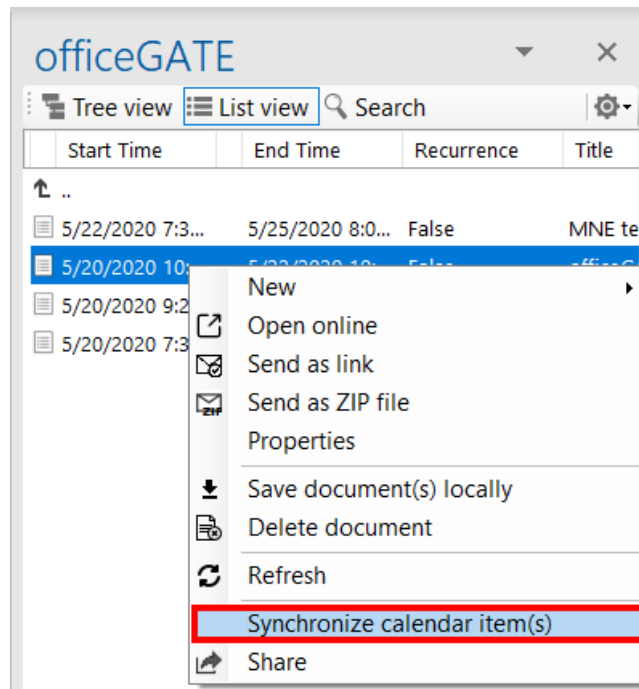 officeGATE
Tree view List view Search
Start Time End Time Recurrence Title
..
5/22/2020 7:3... 5/25/2020 8:0... False MNE te
5/20/2020 10:
New
5/20/2020 9:2
Open online
5/20/2020 7:3
Send as link
ZIP Send as ZIP file
Properties
Save document(s) locally
Delete document
Refresh
Synchronize calendar item(s)
Share